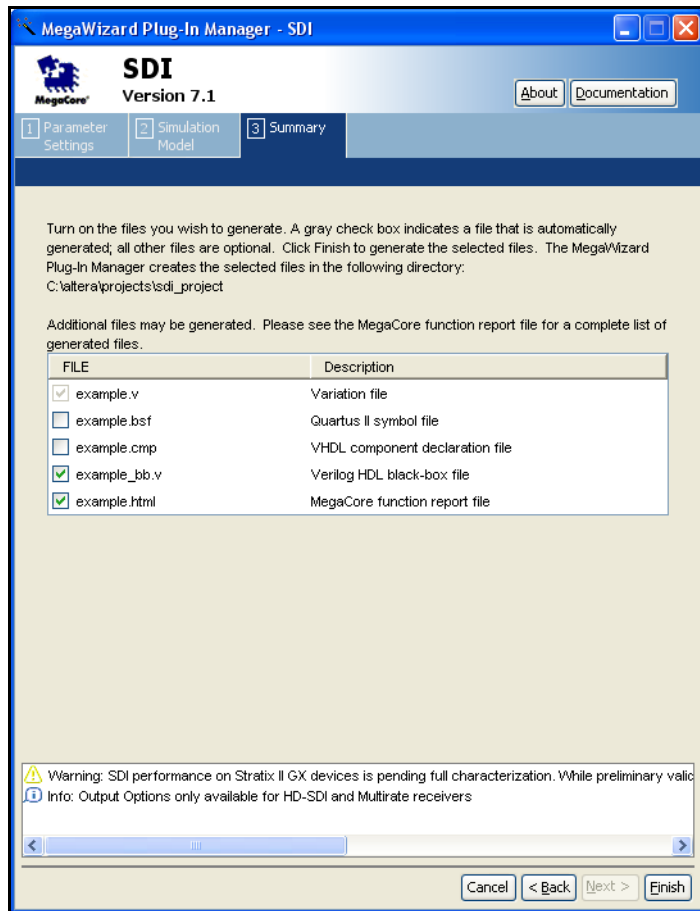 MegaWizard Plug-In Manager - SDI
SDI
Version 7.1
MegaCore®
About
Documentation
1 Parameter Settings
2 Simulation Model
3 Summary
Turn on the files you wish to generate. A gray check box indicates a file that is automatically
generated; all other files are optional. Click Finish to generate the selected files. The MegaWizard
Plug-In Manager creates the selected files in the following directory:
C:\altera\projects\sdi_project
Additional files may be generated. Please see the MegaCore function report file for a complete list of
generated files.
FILE Description
example.v Variation file
example.bsf Quartus II symbol file
example.cmp VHDL component declaration file
example_bb.v Verilog HDL black-box file
example.html MegaCore function report file
Warning: SDI performance on Stratix II GX devices is pending full characterization. While preliminary valid
Info: Output Options only available for HD-SDI and Multirate receivers
Cancel < Back Next > Finish